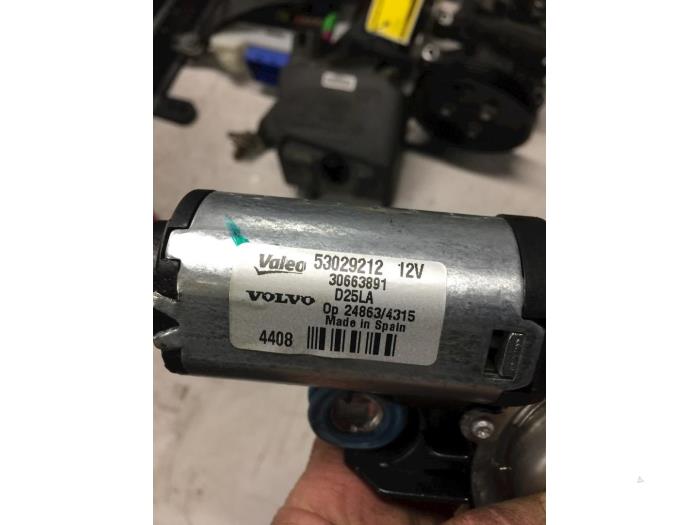 Valeo 53029212 12V
30663891
VOLVO D25LA
Op 24863/4315
Made in Spain
4408